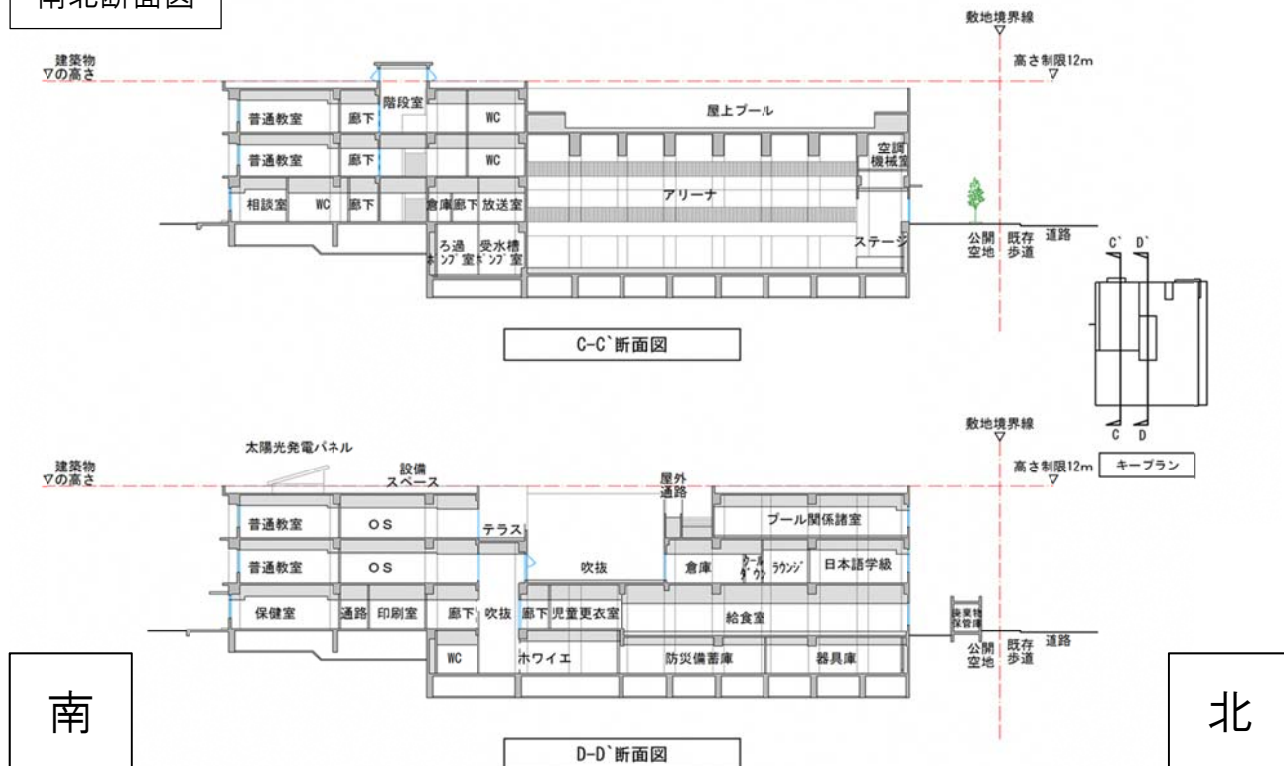 南北断面図
敷地境界線
建築物
▽の高さ
高さ制限12m
階段室
屋上プール
普通教室
廊下
WC
普通教室
廊下
WC
空調
機械室
アリーナ
相談室
WC
廊下
倉庫
廊下
放送室
ステージ
ろ過
ポンプ室
受水槽
ポンプ室
公開
空地
既存
歩道
道路
C-C`断面図
C`
D`
C
D
キープラン
敷地境界線
太陽光発電パネル
建築物
▽の高さ
設備
スペース
屋外
通路
高さ制限12m
普通教室
OS
テラス
プール関係諸室
普通教室
OS
吹抜
倉庫
クール
ダウン
ラウンジ
日本語学級
保健室
通路
印刷室
廊下
吹抜
廊下
児童更衣室
給食室
廃棄物
保管庫
WC
ホワイエ
防災備蓄庫
器具庫
公開
空地
既存
歩道
道路
D-D`断面図
南
北